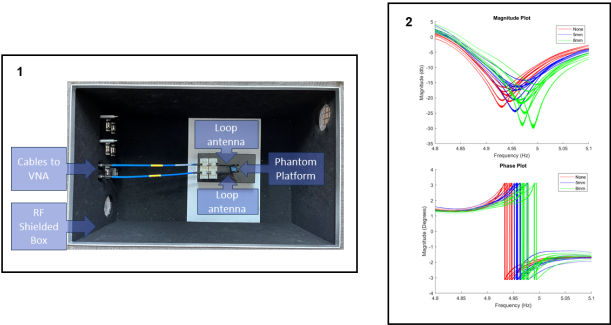 1
Loop
antenna
Cables to
VNA
Phantom
Platform
Loop
antenna
RF
Shielded
Box
2
Magnitude Plot
None
5mm
8mm
Magnitude (db)
5
0
-5
-10
-15
-20
-25
-30
-35
4.8
4.85
4.9
4.95
5
5.05
5.1
Frequency (Hz)
Phase Plot
None
5mm
8mm
Magnitude (Degrees)
4
3
2
1
0
-1
-2
-3
-4
4.8
4.85
4.9
4.95
5
5.05
5.1
Frequency (Hz)